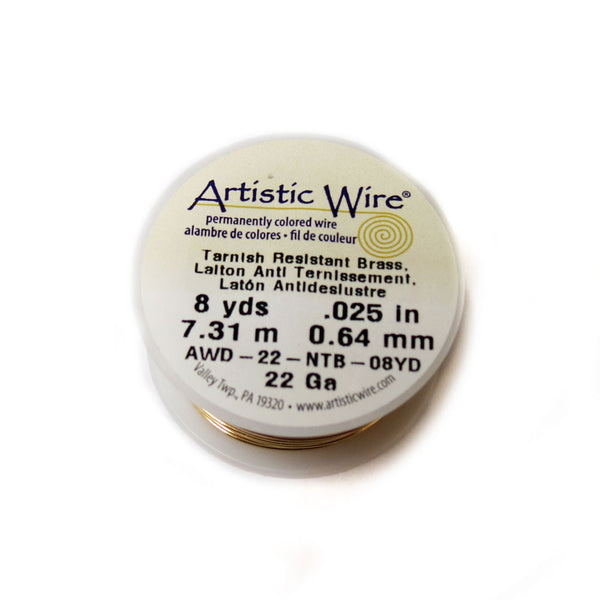 Artistic Wire®
permanently colored wire
alambre de colores • fil de couleur
Tarnish Resistant Brass,
Laiton Anti Ternissement,
Latón Antideslustre
8 yds .025 in
7.31 m 0.64 mm
AWD-22-NTB-08YD
22 Ga
Valley Twp., PA 19320 • www.artisticwire.com